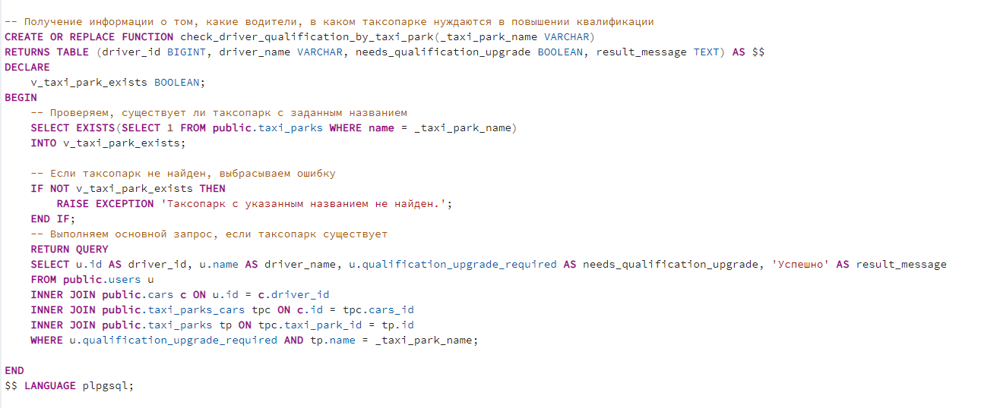 -- Получение информации о том, какие водители, в каком таксопарке нуждаются в повышении квалификации
CREATE OR REPLACE FUNCTION check_driver_qualification_by_taxi_park(_taxi_park_name VARCHAR)
RETURNS TABLE (driver_id BIGINT, driver_name VARCHAR, needs_qualification_upgrade BOOLEAN, result_message TEXT) AS $$
DECLARE
    v_taxi_park_exists BOOLEAN;
BEGIN
    -- Проверяем, существует ли таксопарк с заданным названием
    SELECT EXISTS(SELECT 1 FROM public.taxi_parks WHERE name = _taxi_park_name)
    INTO v_taxi_park_exists;
    -- Если таксопарк не найден, выбрасываем ошибку
    IF NOT v_taxi_park_exists THEN
        RAISE EXCEPTION 'Таксопарк с указанным названием не найден.';
    END IF;
    -- Выполняем основной запрос, если таксопарк существует
    RETURN QUERY
    SELECT u.id AS driver_id, u.name AS driver_name, u.qualification_upgrade_required AS needs_qualification_upgrade, 'Успешно' AS result_message
    FROM public.users u
    INNER JOIN public.cars c ON u.id = c.driver_id
    INNER JOIN public.taxi_parks_cars tpc ON c.id = tpc.cars_id
    INNER JOIN public.taxi_parks tp ON tpc.taxi_park_id = tp.id
    WHERE u.qualification_upgrade_required AND tp.name = _taxi_park_name;
END
$$ LANGUAGE plpgsql;